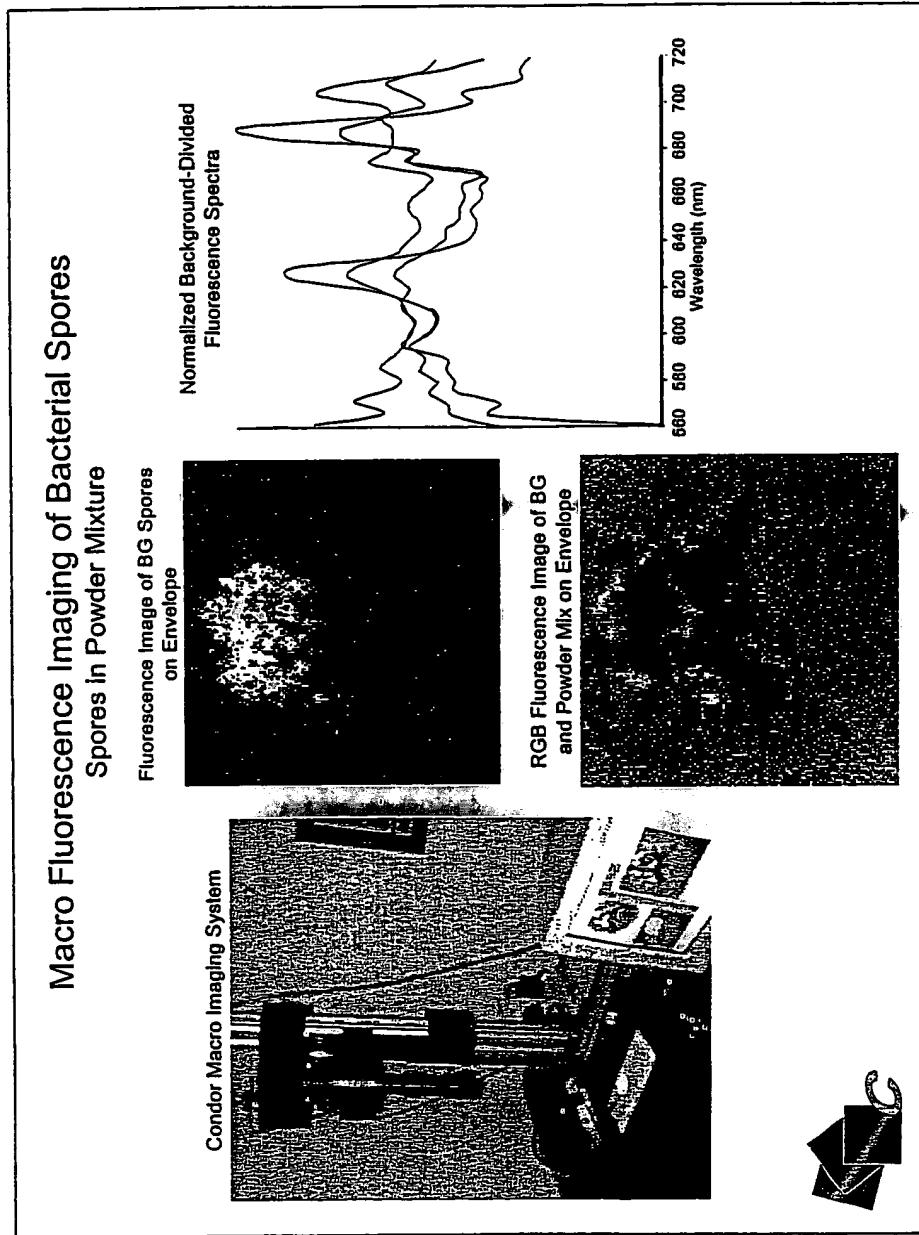 Macro Fluorescence Imaging of Bacterial Spores
Spores in Powder Mixture
Condor Macro Imaging System
Fluorescence Image of BG Spores
on Envelope
RGB Fluorescence Image of BG
and Powder Mix on Envelope
Normalized Background-Divided
Fluorescence Spectra
560 580 600 620 640 660 680 700 720
Wavelength (nm)